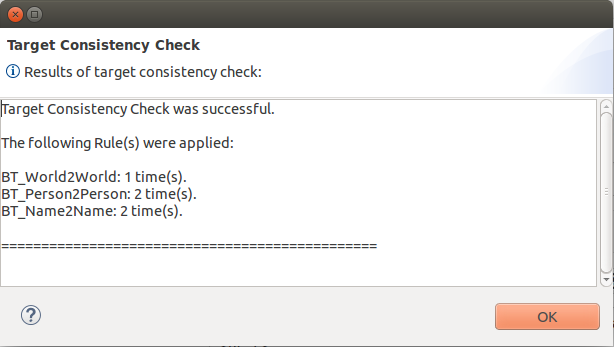 Target Consistency Check
Results of target consistency check:
Target Consistency Check was successful.
The following Rule(s) were applied:
BT_World2World: 1 time(s).
BT_Person2Person: 2 time(s).
BT_Name2Name: 2 time(s).
===============================================
OK